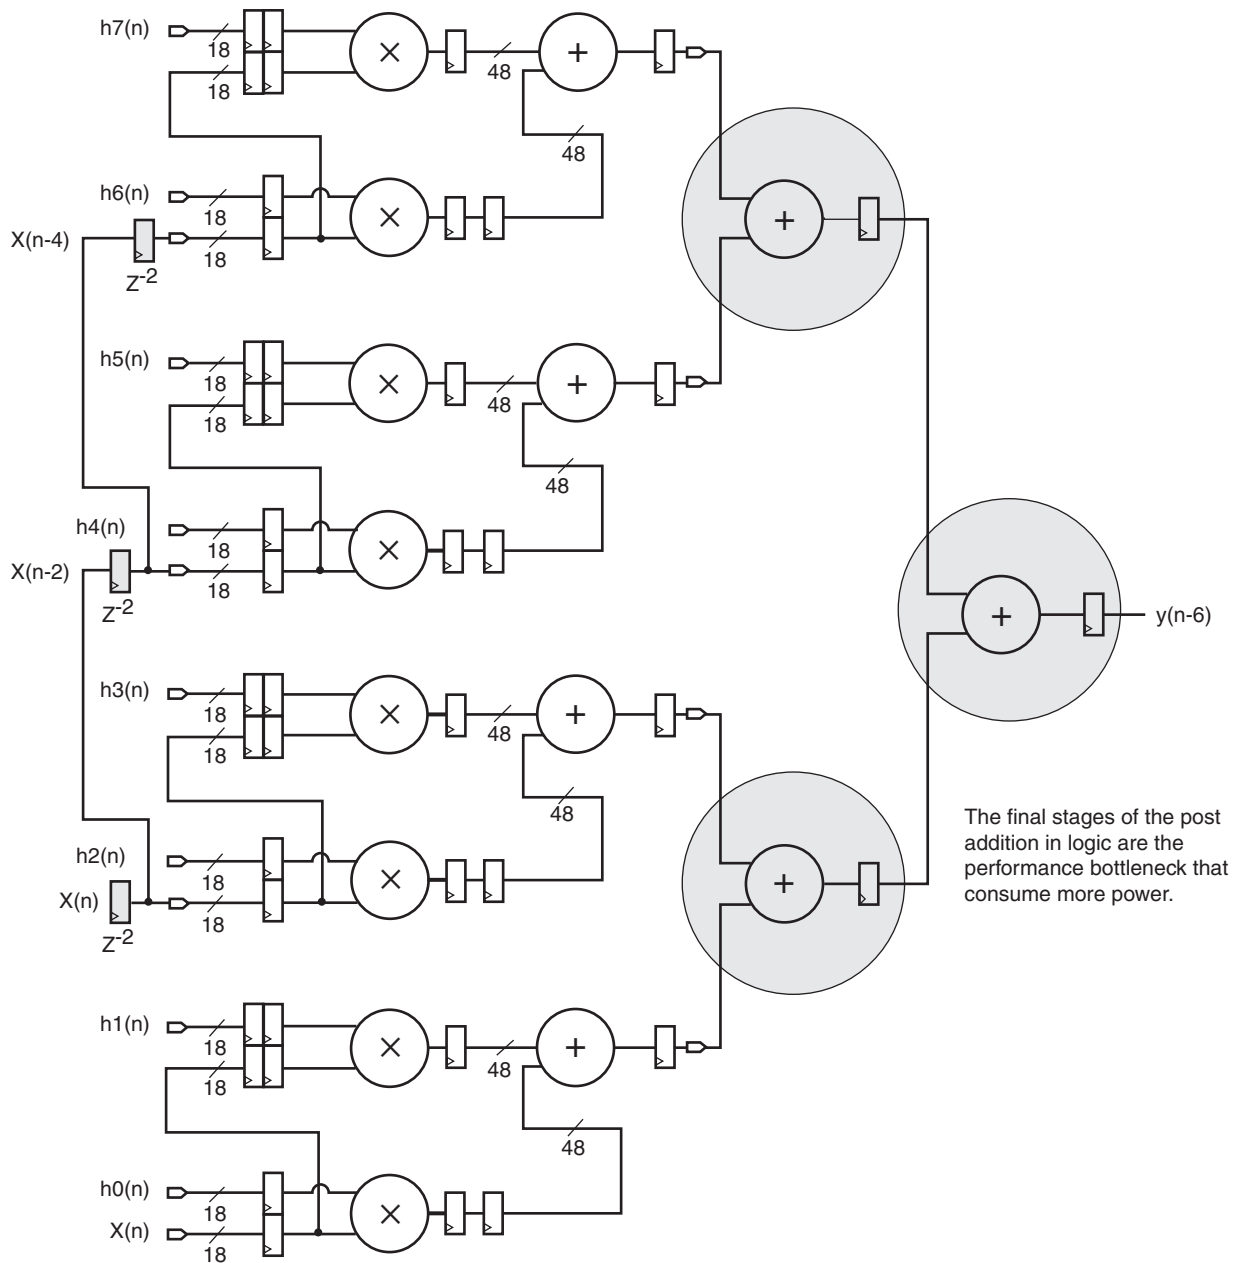 h7(n)
18
18
48
+
48
h6(n)
18
X(n-4)
18
Z-2
+
h5(n)
18
18
48
+
48
h4(n)
18
X(n-2)
18
Z-2
+
y(n-6)
h3(n)
18
18
48
+
48
h2(n)
18
X(n)
18
Z-2
+
The final stages of the post
addition in logic are the
performance bottleneck that
consume more power.
h1(n)
18
18
48
+
48
h0(n)
18
X(n)
18